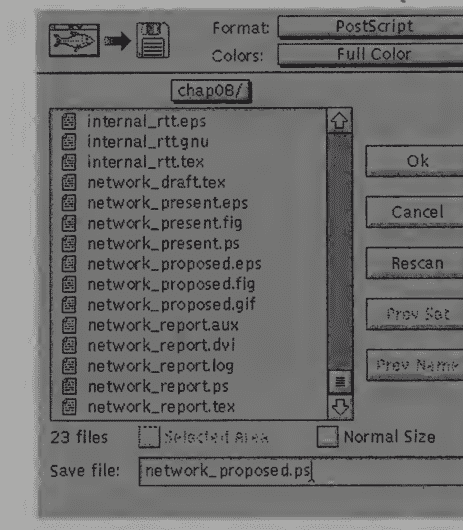 Format: PostScript
Colors: Full Color
chap08/
internal_rtt.eps
internal_rtt.gnu
internal_rtt.tex
network_draft.tex
network_present.eps
network_present.fig
network_present.ps
network_proposed.eps
network_proposed.fig
network_proposed.gif
network_report.aux
network_report.dvi
network_report.log
network_report.ps
network_report.tex
Ok
Cancel
Rescan
Prev Set
Prev Name
23 files Selected Area Normal Size
Save file: network_proposed.ps